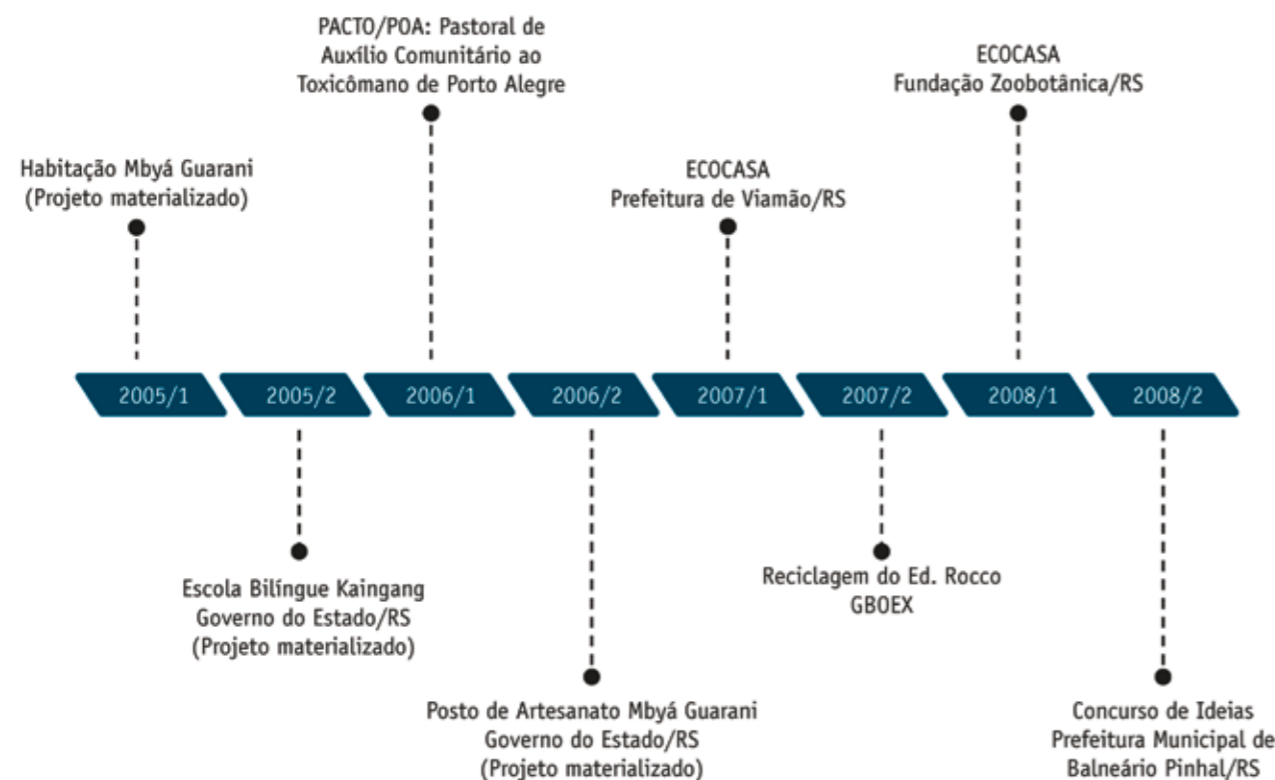 PACTO/POA: Pastoral de
Auxílio Comunitário ao
Toxicômano de Porto Alegre
ECOCASA
Fundação Zoobotânica/RS
Habitação Mbyá Guarani
(Projeto materializado)
ECOCASA
Prefeitura de Viamão/RS
2005/1
2005/2
2006/1
2006/2
2007/1
2007/2
2008/1
2008/2
Escola Bilíngue Kaingang
Governo do Estado/RS
(Projeto materializado)
Reciclagem do Ed. Rocco
GBOEX
Posto de Artesanato Mbyá Guarani
Governo do Estado/RS
(Projeto materializado)
Concurso de Ideias
Prefeitura Municipal de
Balneário Pinhal/RS